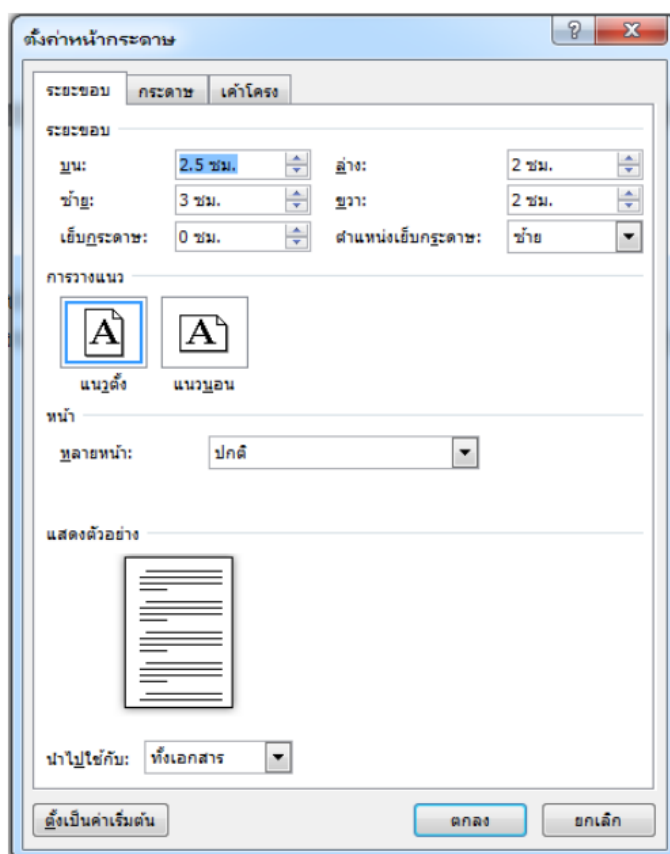 ตั้งค่าหน้ากระดาษ
ระยะขอบ กระดาษ เค้าโครง
ระยะขอบ
บน: 2.5 ซม. ล่าง: 2 ซม.
ซ้าย: 3 ซม. ขวา: 2 ซม.
เย็บกระดาษ: 0 ซม. ตำแหน่งเย็บกระดาษ: ซ้าย
การวางแนว
A A
แนวตั้ง แนวนอน
หน้า
หลายหน้า: ปกติ
แสดงตัวอย่าง
นำไปใช้กับ: ทั้งเอกสาร
ตั้งเป็นค่าเริ่มต้น ตกลง ยกเลิก